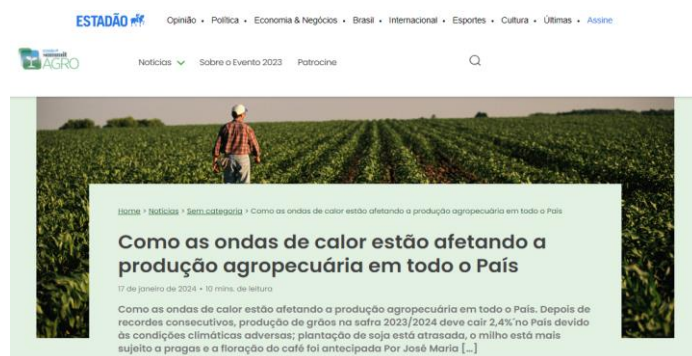 ESTADÃO Opinião • Política • Economia & Negócios • Brasil • Internacional • Esportes • Cultura • Últimas • Assine
summit
AGRO Notícias Sobre o Evento 2023 Patrocine
Home > Notícias > Sem categoria > Como as ondas de calor estão afetando a produção agropecuária em todo o País
Como as ondas de calor estão afetando a
produção agropecuária em todo o País
17 de janeiro de 2024 • 10 mins. de leitura
Como as ondas de calor estão afetando a produção agropecuária em todo o País. Depois de
recordes consecutivos, produção de grãos na safra 2023/2024 deve cair 2,4%´no País devido
às condições climáticas adversas; plantação de soja está atrasada, o milho está mais
sujeito a pragas e a floração do café foi antecipada Por José Maria [...]